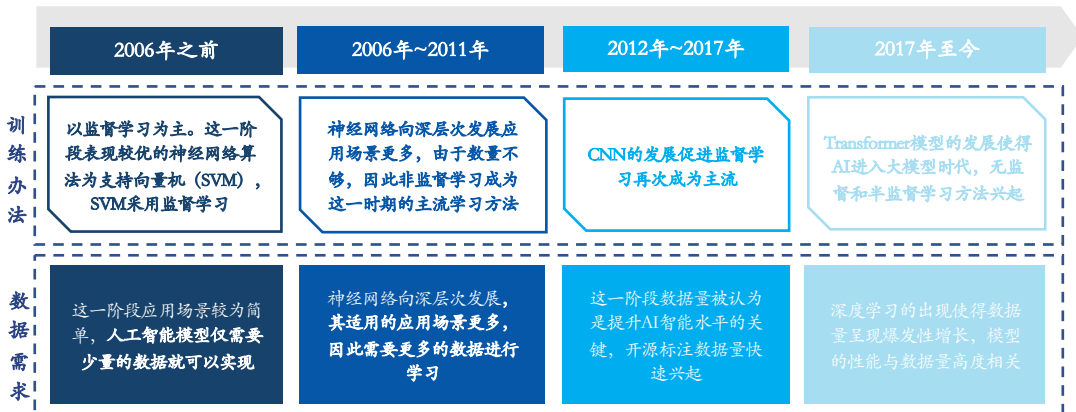 2006年之前
2006年~2011年
2012年~2017年
2017年至今
训练办法
以监督学习为主。这一阶
段表现较优的神经网络算
法为支持向量机（SVM），
SVM采用监督学习
神经网络向深层次发展应
用场景更多，由于数量不
够，因此非监督学习成为
这一时期的主流学习方法
CNN的发展促进监督学
习再次成为主流
Transformer模型的发展使得
AI进入大模型时代，无监
督和半监督学习方法兴起
数据需求
这一阶段应用场景较为简
单，人工智能模型仅需要
少量的数据就可以实现
神经网络向深层次发展，
其适用的应用场景更多，
因此需要更多的数据进行
学习
这一阶段数据量被认为
是提升AI智能水平的关
键，开源标注数据量快
速兴起
深度学习的出现使得数据
量呈现爆发性增长，模型
的性能与数据量高度相关